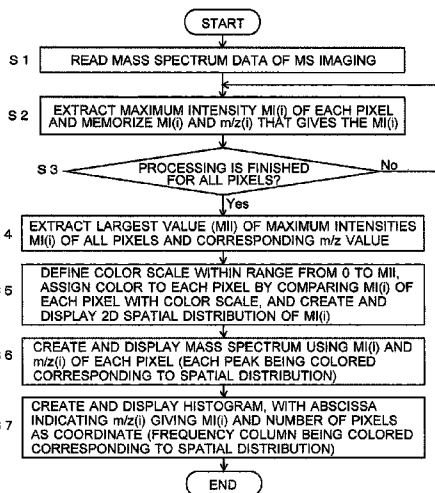 START
S 1
READ MASS SPECTRUM DATA OF MS IMAGING
S 2
EXTRACT MAXIMUM INTENSITY MI(i) OF EACH PIXEL
AND MEMORIZE MI(i) AND m/z(i) THAT GIVES THE MI(i)
S 3
PROCESSING IS FINISHED
FOR ALL PIXELS?
No
Yes
4
EXTRACT LARGEST VALUE (MII) OF MAXIMUM INTENSITIES
MI(i) OF ALL PIXELS AND CORRESPONDING m/z VALUE
5
DEFINE COLOR SCALE WITHIN RANGE FROM 0 TO MII,
ASSIGN COLOR TO EACH PIXEL BY COMPARING MI(i) OF
EACH PIXEL WITH COLOR SCALE, AND CREATE AND
DISPLAY 2D SPATIAL DISTRIBUTION OF MI(i)
6
CREATE AND DISPLAY MASS SPECTRUM USING MI(i) AND
m/z(i) OF EACH PIXEL (EACH PEAK BEING COLORED
CORRESPONDING TO SPATIAL DISTRIBUTION)
7
CREATE AND DISPLAY HISTOGRAM, WITH ABSCISSA
INDICATING m/z(i) GIVING MI(i) AND NUMBER OF PIXELS
AS COORDINATE (FREQUENCY COLUMN BEING COLORED
CORRESPONDING TO SPATIAL DISTRIBUTION)
END